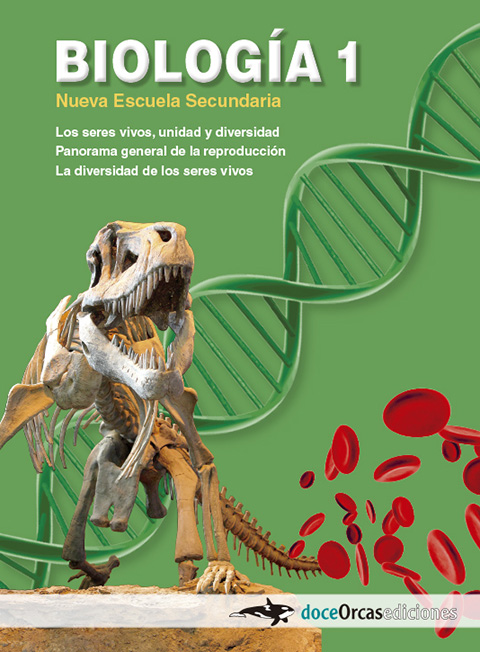 BIOLOGÍA 1
Nueva Escuela Secundaria
Los seres vivos, unidad y diversidad
Panorama general de la reproducción
La diversidad de los seres vivos
doceOrcasediciones